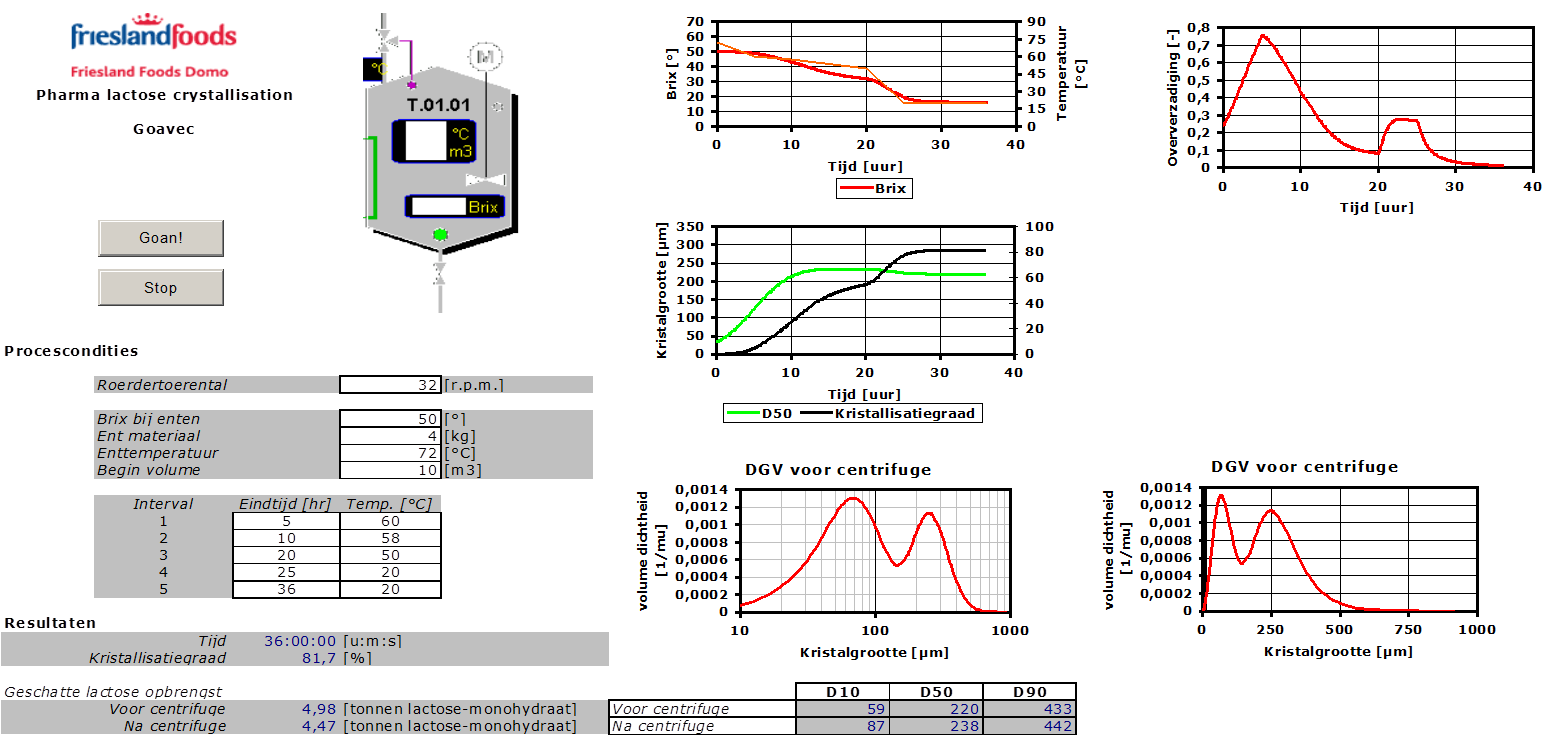 frieslandfoods
Friesland Foods Domo
Pharma lactose crystallisation
Goavec
Goan!
Stop
°C
M
T.01.01
°C
m3
Brix
70
60
50
40
30
20
10
0
Brix [°]
90
75
60
45
30
15
0
Temperatuur
[°C]
0 10 20 30 40
Tijd [uur]
Brix
0,8
0,7
0,6
0,5
0,4
0,3
0,2
0,1
0
Oververzadiging [-]
0 10 20 30 40
Tijd [uur]
350
300
250
200
150
100
50
0
Kristalgrootte [µm]
100
80
60
40
20
0
0 10 20 30 40
Tijd [uur]
D50 Kristallisatiegraad
Procescondities
Roerdertoerental 32 [r.p.m.]
Brix bij enten 50 [°]
Ent materiaal 4 [kg]
Enttemperatuur 72 [°C]
Begin volume 10 [m3]
Interval Eindtijd [hr] Temp. [°C]
1 5 60
2 10 58
3 20 50
4 25 20
5 36 20
DGV voor centrifuge
0,0014
0,0012
0,001
0,0008
0,0006
0,0004
0,0002
0
volume dichtheid
[1/mu]
10 100 1000
Kristalgrootte [µm]
DGV voor centrifuge
0,0014
0,0012
0,001
0,0008
0,0006
0,0004
0,0002
0
volume dichtheid
[1/mu]
0 250 500 750 1000
Kristalgrootte [µm]
Resultaten
Tijd 36:00:00 [u:m:s]
Kristallisatiegraad 81,7 [%]
Geschatte lactose opbrengst
Voor centrifuge 4,98 [tonnen lactose-monohydraat]
Na centrifuge 4,47 [tonnen lactose-monohydraat]
D10 D50 D90
Voor centrifuge 59 220 433
Na centrifuge 87 238 442